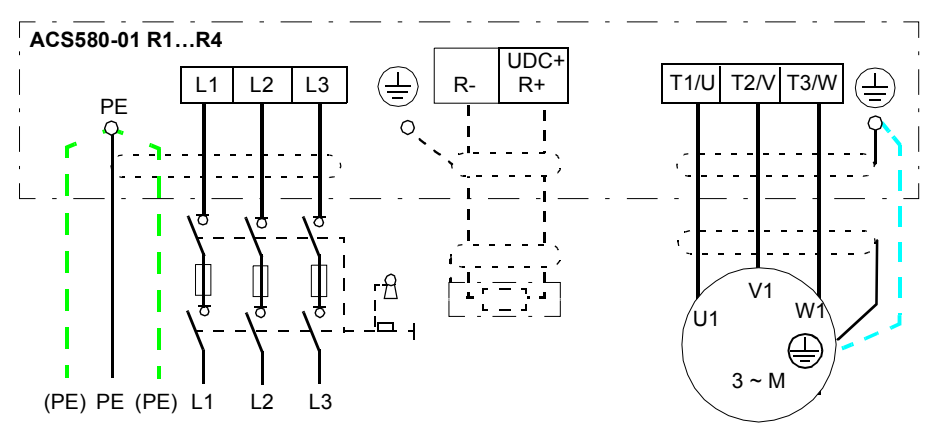 ACS580-01 R1…R4
PE
L1 L2 L3
R-
UDC+
R+
T1/U T2/V T3/W
U1
V1
W1
3 ~ M
(PE) PE (PE) L1 L2 L3